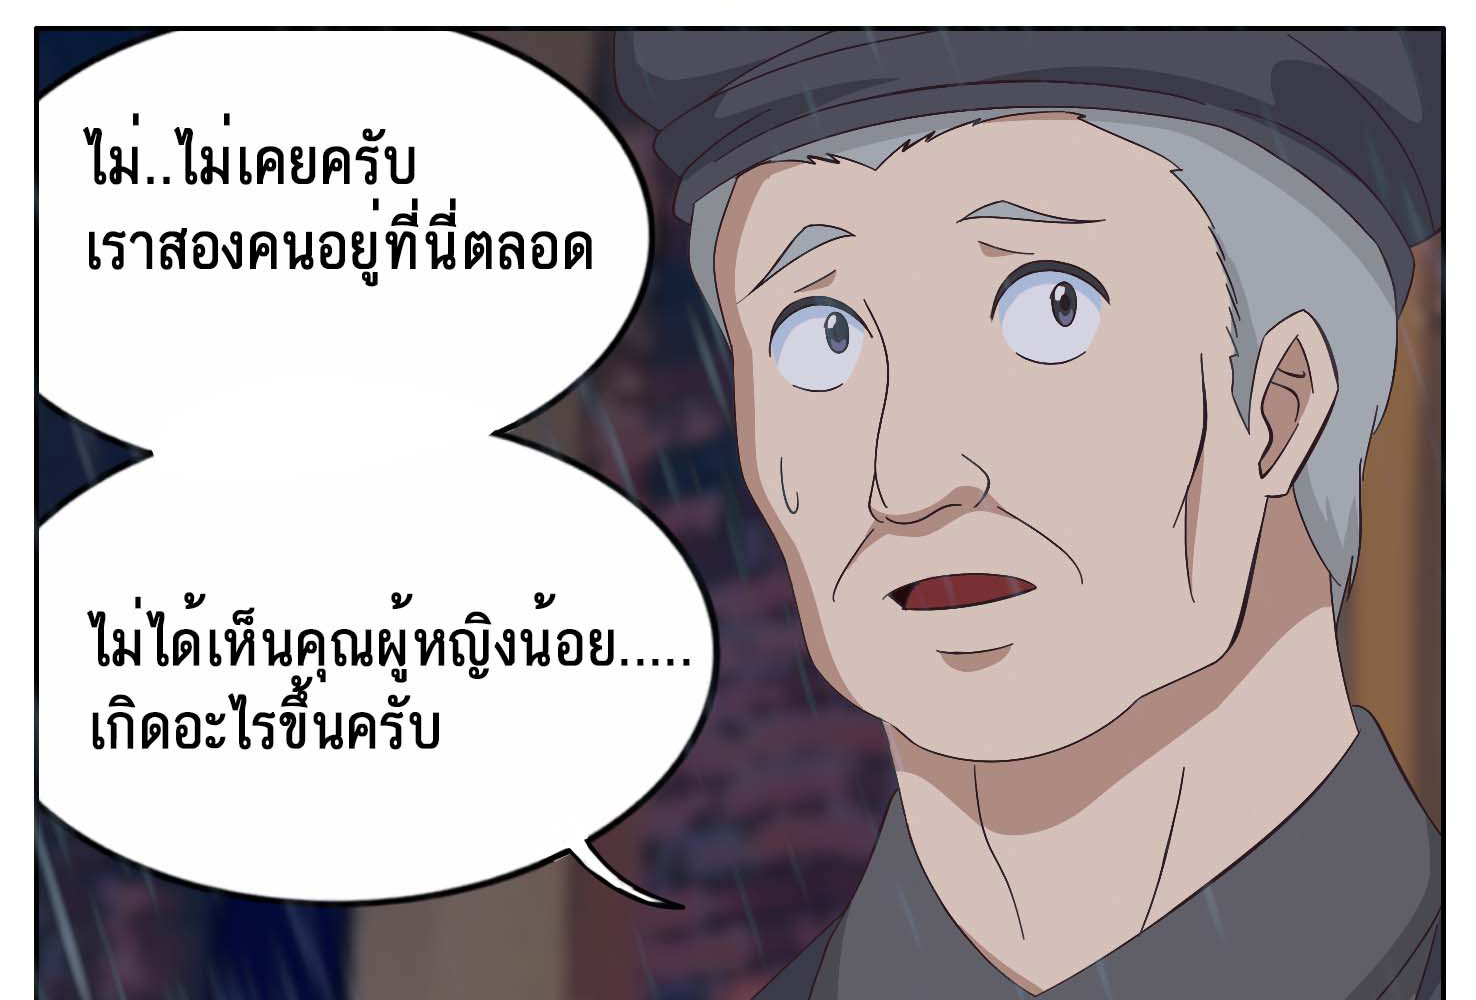 ไม่..ไม่เคยครับ
เราสองคนอยู่ที่นี่ตลอด
ไม่ได้เห็นคุณผู้หญิงน้อย.....
เกิดอะไรขึ้นครับ